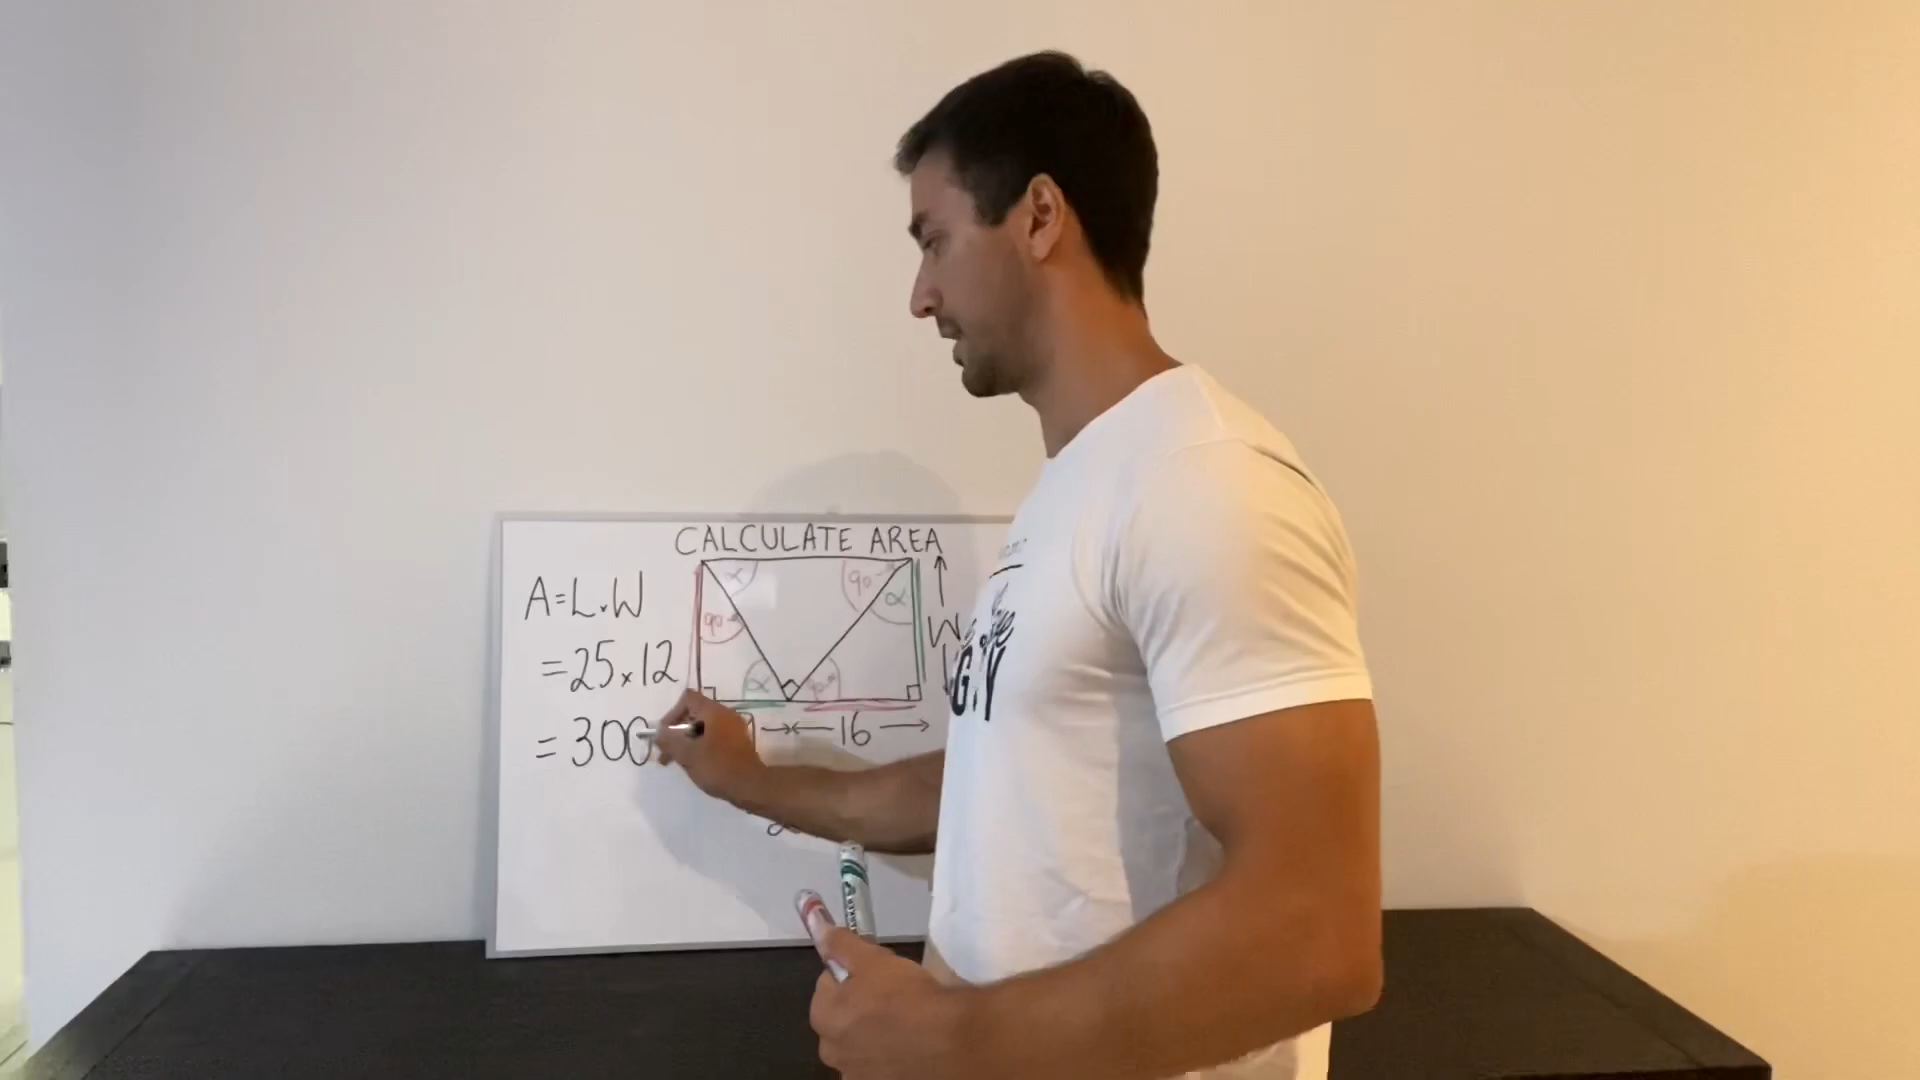 CALCULATE AREA
A=L×W
=25×12
=300
α
90-α
α
90-
α
90-α
W
16